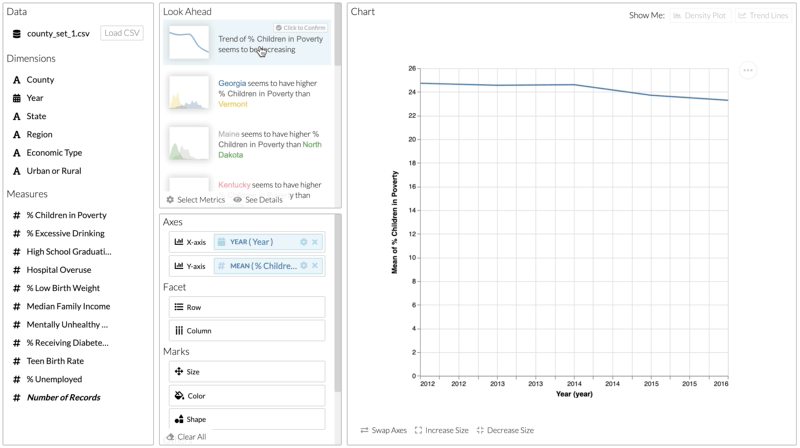 Data
county_set_1.csv
Load CSV
Dimensions
County
Year
State
Region
Economic Type
Urban or Rural
Measures
% Children in Poverty
% Excessive Drinking
High School Graduati...
Hospital Overuse
% Low Birth Weight
Median Family Income
Mentally Unhealthy ...
% Receiving Diabete...
Teen Birth Rate
% Unemployed
Number of Records
Look Ahead
Click to Confirm
Trend of % Children in Poverty
seems to be decreasing
Georgia seems to have higher
% Children in Poverty than
Vermont
Maine seems to have higher %
Children in Poverty than North
Dakota
Kentucky seems to have higher
y than
Select Metrics
See Details
Axes
X-axis
YEAR (Year)
Y-axis
MEAN (% Childre...
Facet
Row
Column
Marks
Size
Color
Shape
Clear All
Chart
Show Me:
Density Plot
Trend Lines
Mean of % Children in Poverty
26
24
22
20
18
16
14
12
10
8
6
4
2
0
2012 2012 2013 2013 2014 2014 2015 2015 2016
Year (year)
Swap Axes
Increase Size
Decrease Size